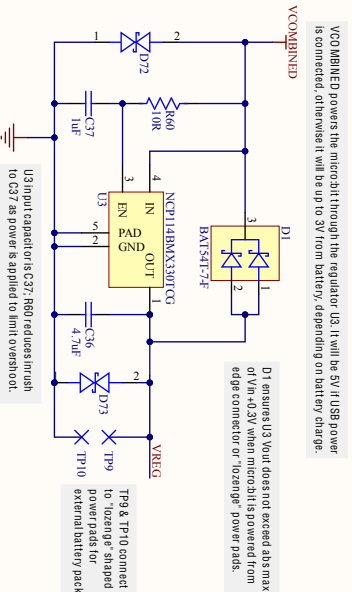 VCOMBINED powers the micro:bit through the regulator U3. It will be 5V if USB power
is connected, otherwise it will be up to 3V from battery, depending on battery charge.
VCOMBINED
D1
BAT54T-7-F
3
1
2
D1 ensures U3 Vout does not exceed abs max
of Vin +0.3V when micro:bit is powered from
edge connector or "lozenge" power pads.
2
D72
1
R60
10R
C37
1uF
NCP114BMX330TCG
U3
4
IN
OUT
1
3
EN
PAD
GND
5
2
VREG
C36
4.7uF
2
D73
TP9
TP10
TP9 & TP10 connect
to "lozenge" shaped
power pads for
external battery pack
U3 input capacitor is C37; R60 reduces inrush
to C37 as power is applied to limit overshoot.